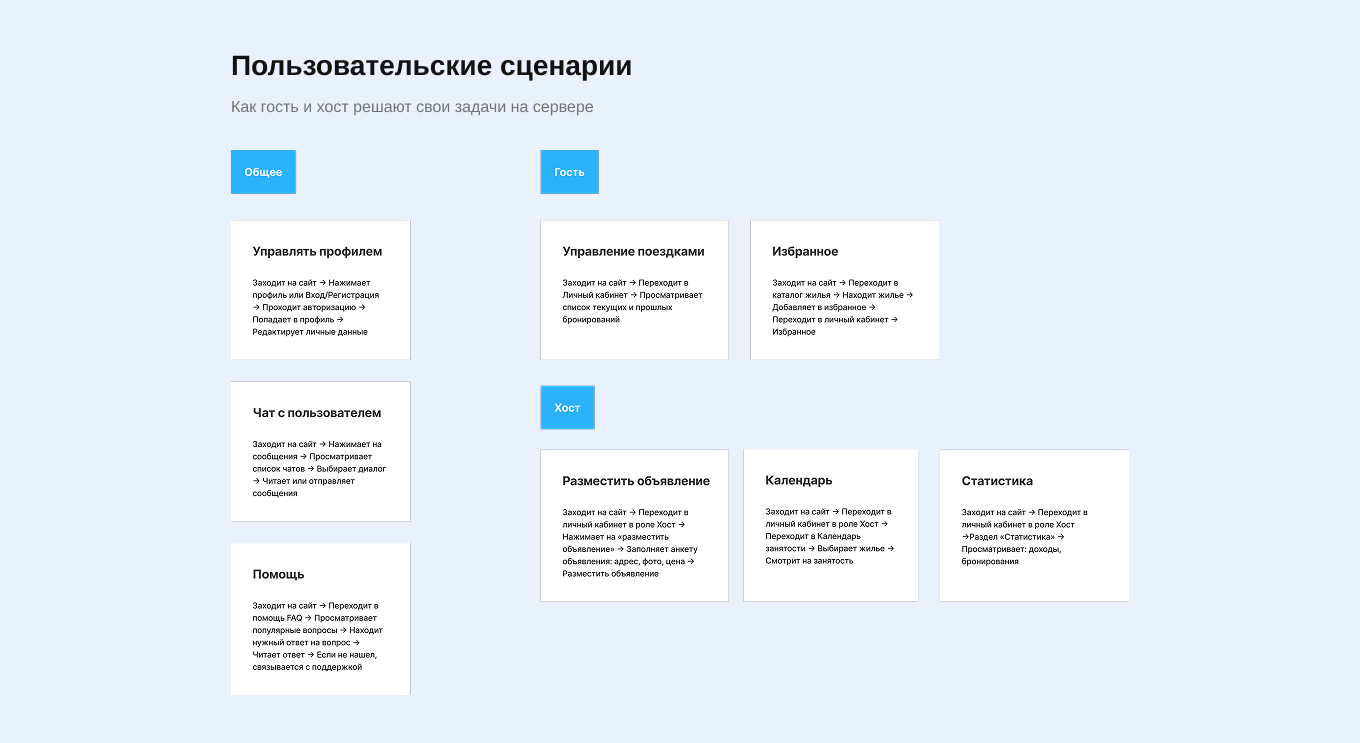 Пользовательские сценарии
Как гость и хост решают свои задачи на сервере
Общее
Управлять профилем
Заходит на сайт → Нажимает
профиль или Вход/Регистрация
→ Проходит авторизацию →
Попадает в профиль →
Редактирует личные данные
Чат с пользователем
Заходит на сайт → Нажимает на
сообщения → Просматривает
список чатов → Выбирает диалог
→ Читает или отправляет
сообщения
Помощь
Заходит на сайт → Переходит в
помощь FAQ → Просматривает
популярные вопросы → Находит
нужный ответ на вопрос →
Читает ответ → Если не нашел,
связывается с поддержкой
Гость
Управление поездками
Заходит на сайт → Переходит в
Личный кабинет → Просматривает
список текущих и прошлых
бронирований
Избранное
Заходит на сайт → Переходит в
каталог жилья → Находит жилье →
Добавляет в избранное →
Переходит в личный кабинет →
Избранное
Хост
Разместить объявление
Заходит на сайт → Переходит в
личный кабинет в роле Хост →
Нажимает на «разместить
объявление» → Заполняет анкету
объявления: адрес, фото, цена →
Разместить объявление
Календарь
Заходит на сайт → Переходит в
личный кабинет в роле Хост →
Переходит в Календарь
занятости → Выбирает жилье →
Смотрит на занятость
Статистика
Заходит на сайт → Переходит в
личный кабинет в роле Хост
→Раздел «Статистика» →
Просматривает: доходы,
бронирования